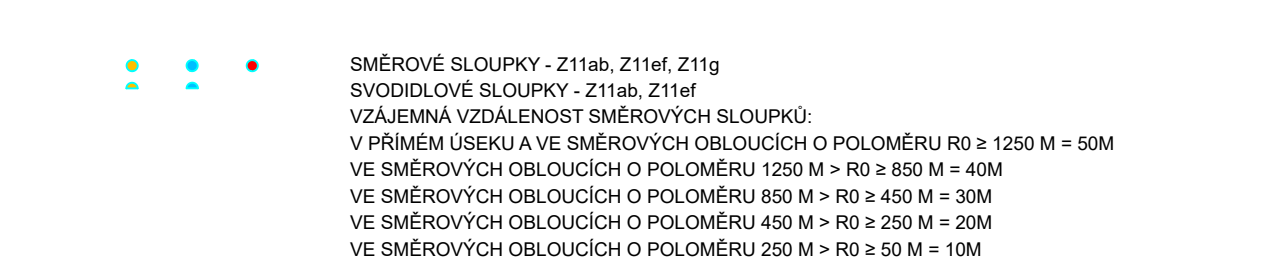 SMĚROVÉ SLOUPKY - Z11ab, Z11ef, Z11g
SVODIDLOVÉ SLOUPKY - Z11ab, Z11ef
VZÁJEMNÁ VZDÁLENOST SMĚROVÝCH SLOUPKŮ:
V PŘÍMÉM ÚSEKU A VE SMĚROVÝCH OBLOUCÍCH O POLOMĚRU R0 ≥ 1250 M = 50M
VE SMĚROVÝCH OBLOUCÍCH O POLOMĚRU 1250 M > R0 ≥ 850 M = 40M
VE SMĚROVÝCH OBLOUCÍCH O POLOMĚRU 850 M > R0 ≥ 450 M = 30M
VE SMĚROVÝCH OBLOUCÍCH O POLOMĚRU 450 M > R0 ≥ 250 M = 20M
VE SMĚROVÝCH OBLOUCÍCH O POLOMĚRU 250 M > R0 ≥ 50 M = 10M